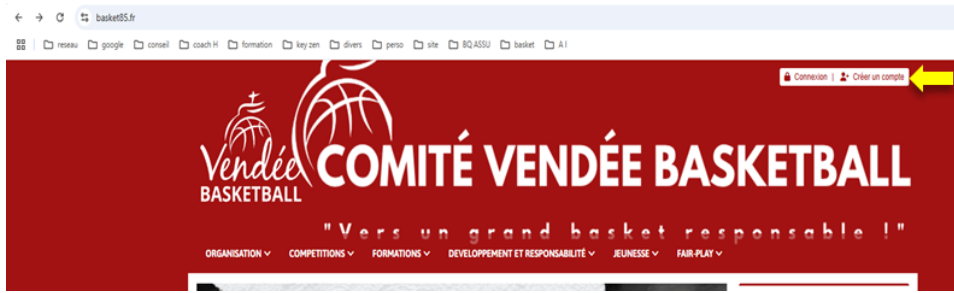 basket85.fr
reseau google conseil coach H formation key zen divers perso site BQ ASSU basket A I
Connexion | Créer un compte
Vendée
BASKETBALL
COMITÉ VENDÉE BASKETBALL
"Vers un grand basket responsable !"
ORGANISATION COMPETITIONS FORMATIONS DEVELOPPEMENT ET RESPONSABILITÉ JEUNESSE FAIR-PLAY